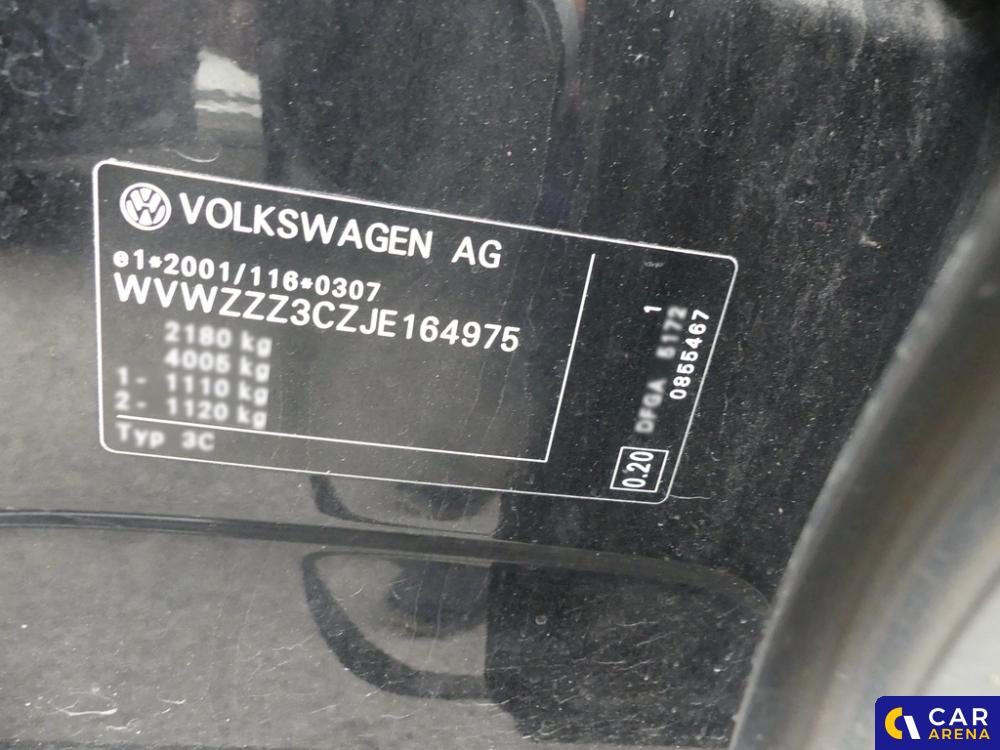 VOLKSWAGEN AG
e1*2001/116*0307
WVWZZZ3CZJE164975
2180 kg
4005 kg
1- 1110 kg
2- 1120 kg
Typ 3C
1
DFGA 5172
0855467
0.20
CAR
ARENA